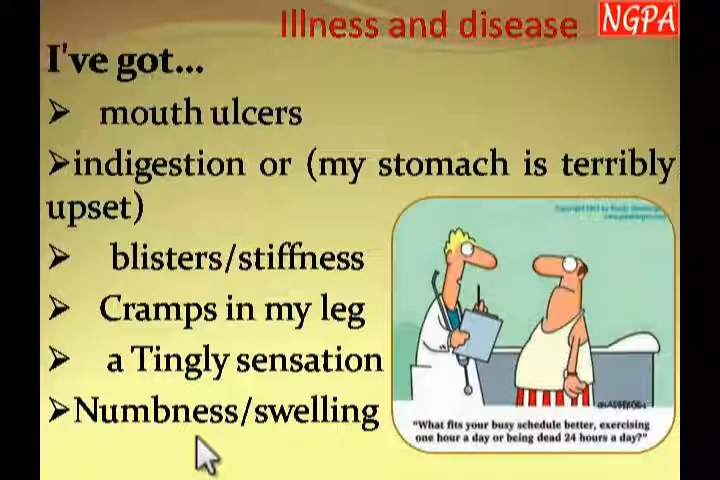 Illness and disease
NGPA
I've got...
➢ mouth ulcers
➢indigestion or (my stomach is terribly
upset)
➢ blisters/stiffness
➢ Cramps in my leg
➢ a Tingly sensation
➢Numbness/swelling
"What fits your busy schedule better, exercising
one hour a day or being dead 24 hours a day?"